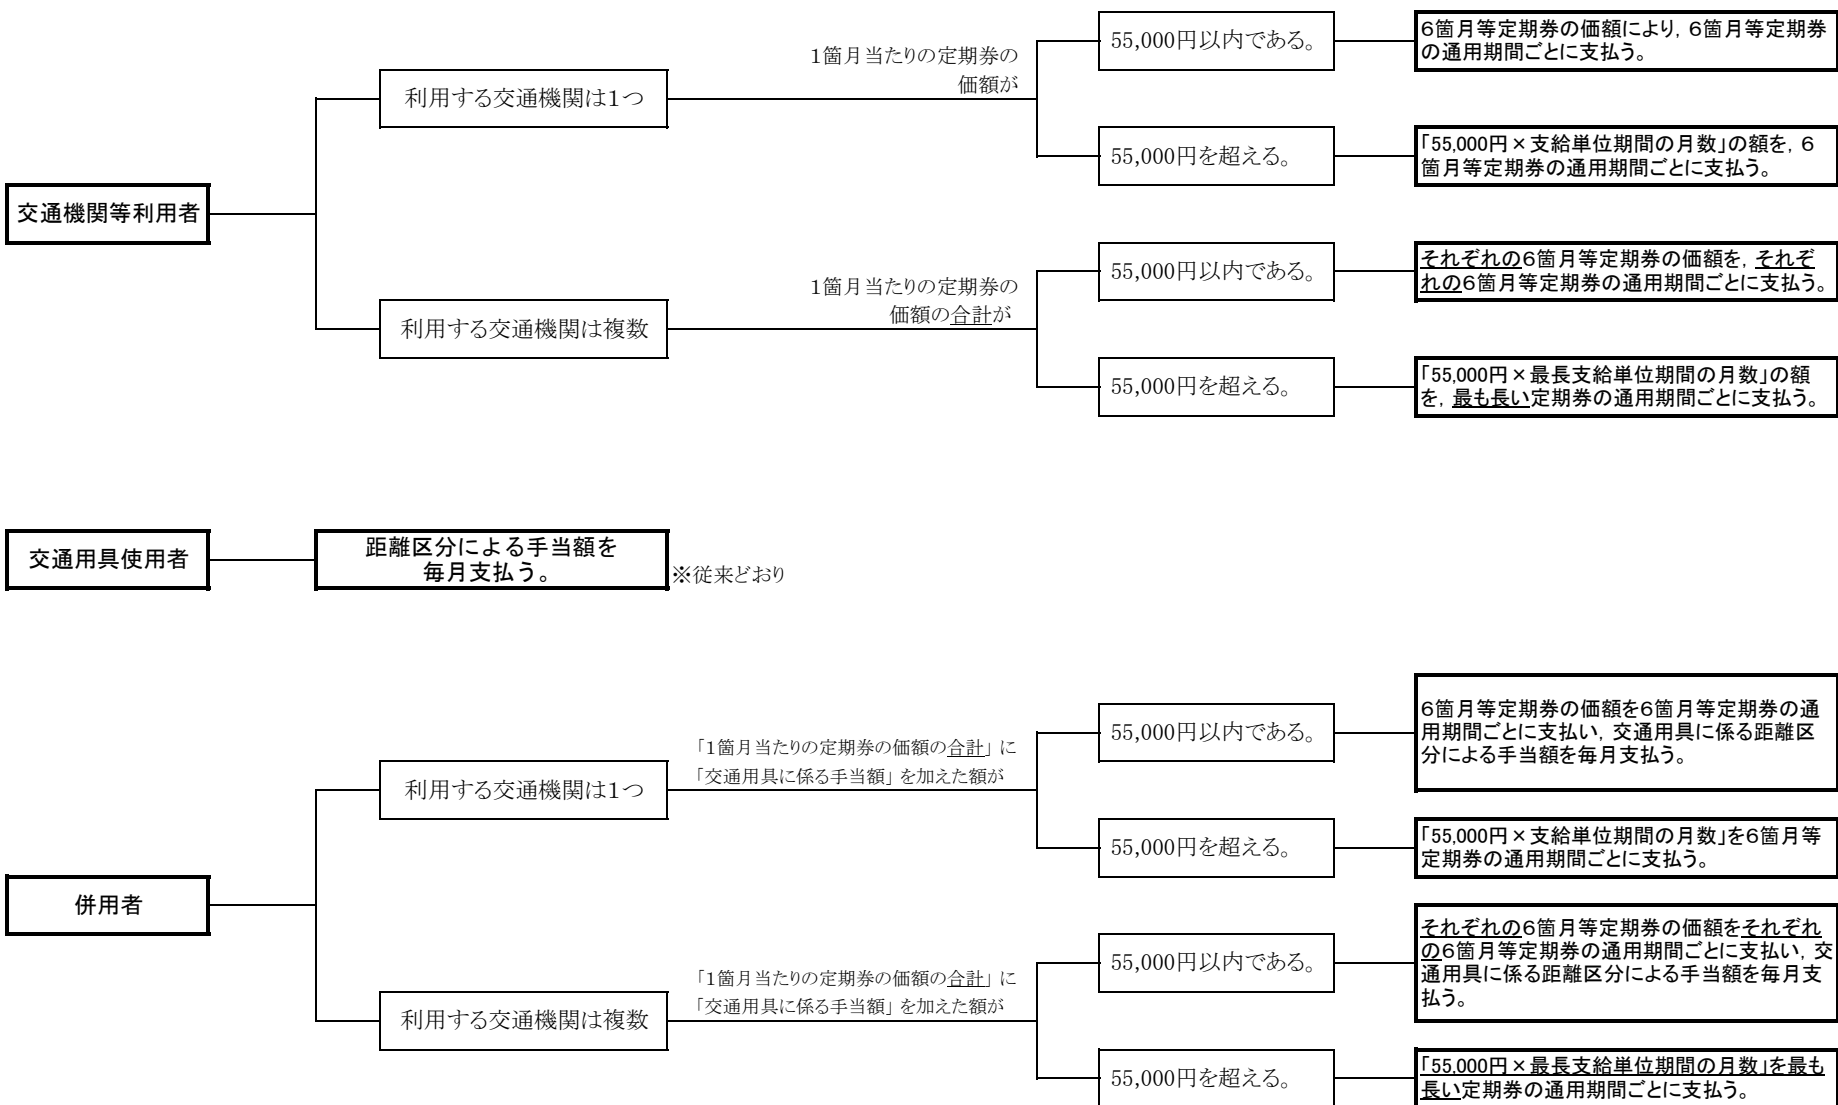 55,000円以内である。
6箇月等定期券の価額により，6箇月等定期券
の通用期間ごとに支払う。
1箇月当たりの定期券の
価額が
利用する交通機関は1つ
55,000円を超える。
「55,000円×支給単位期間の月数」の額を，6
箇月等定期券の通用期間ごとに支払う。
交通機関等利用者
55,000円以内である。
それぞれの6箇月等定期券の価額を，それぞ
れの6箇月等定期券の通用期間ごとに支払う。
1箇月当たりの定期券の
価額の合計が
利用する交通機関は複数
55,000円を超える。
「55,000円×最長支給単位期間の月数」の額
を，最も長い定期券の通用期間ごとに支払う。
交通用具使用者
距離区分による手当額を
毎月支払う。
※従来どおり
55,000円以内である。
6箇月等定期券の価額を6箇月等定期券の通
用期間ごとに支払い，交通用具に係る距離区
分による手当額を毎月支払う。
「1箇月当たりの定期券の価額の合計」に
「交通用具に係る手当額」を加えた額が
利用する交通機関は1つ
55,000円を超える。
「55,000円×支給単位期間の月数」を6箇月等
定期券の通用期間ごとに支払う。
併用者
55,000円以内である。
それぞれの6箇月等定期券の価額をそれぞれ
の6箇月等定期券の通用期間ごとに支払い，交
通用具に係る距離区分による手当額を毎月支
払う。
「1箇月当たりの定期券の価額の合計」に
「交通用具に係る手当額」を加えた額が
利用する交通機関は複数
55,000円を超える。
「55,000円×最長支給単位期間の月数」を最も
長い定期券の通用期間ごとに支払う。